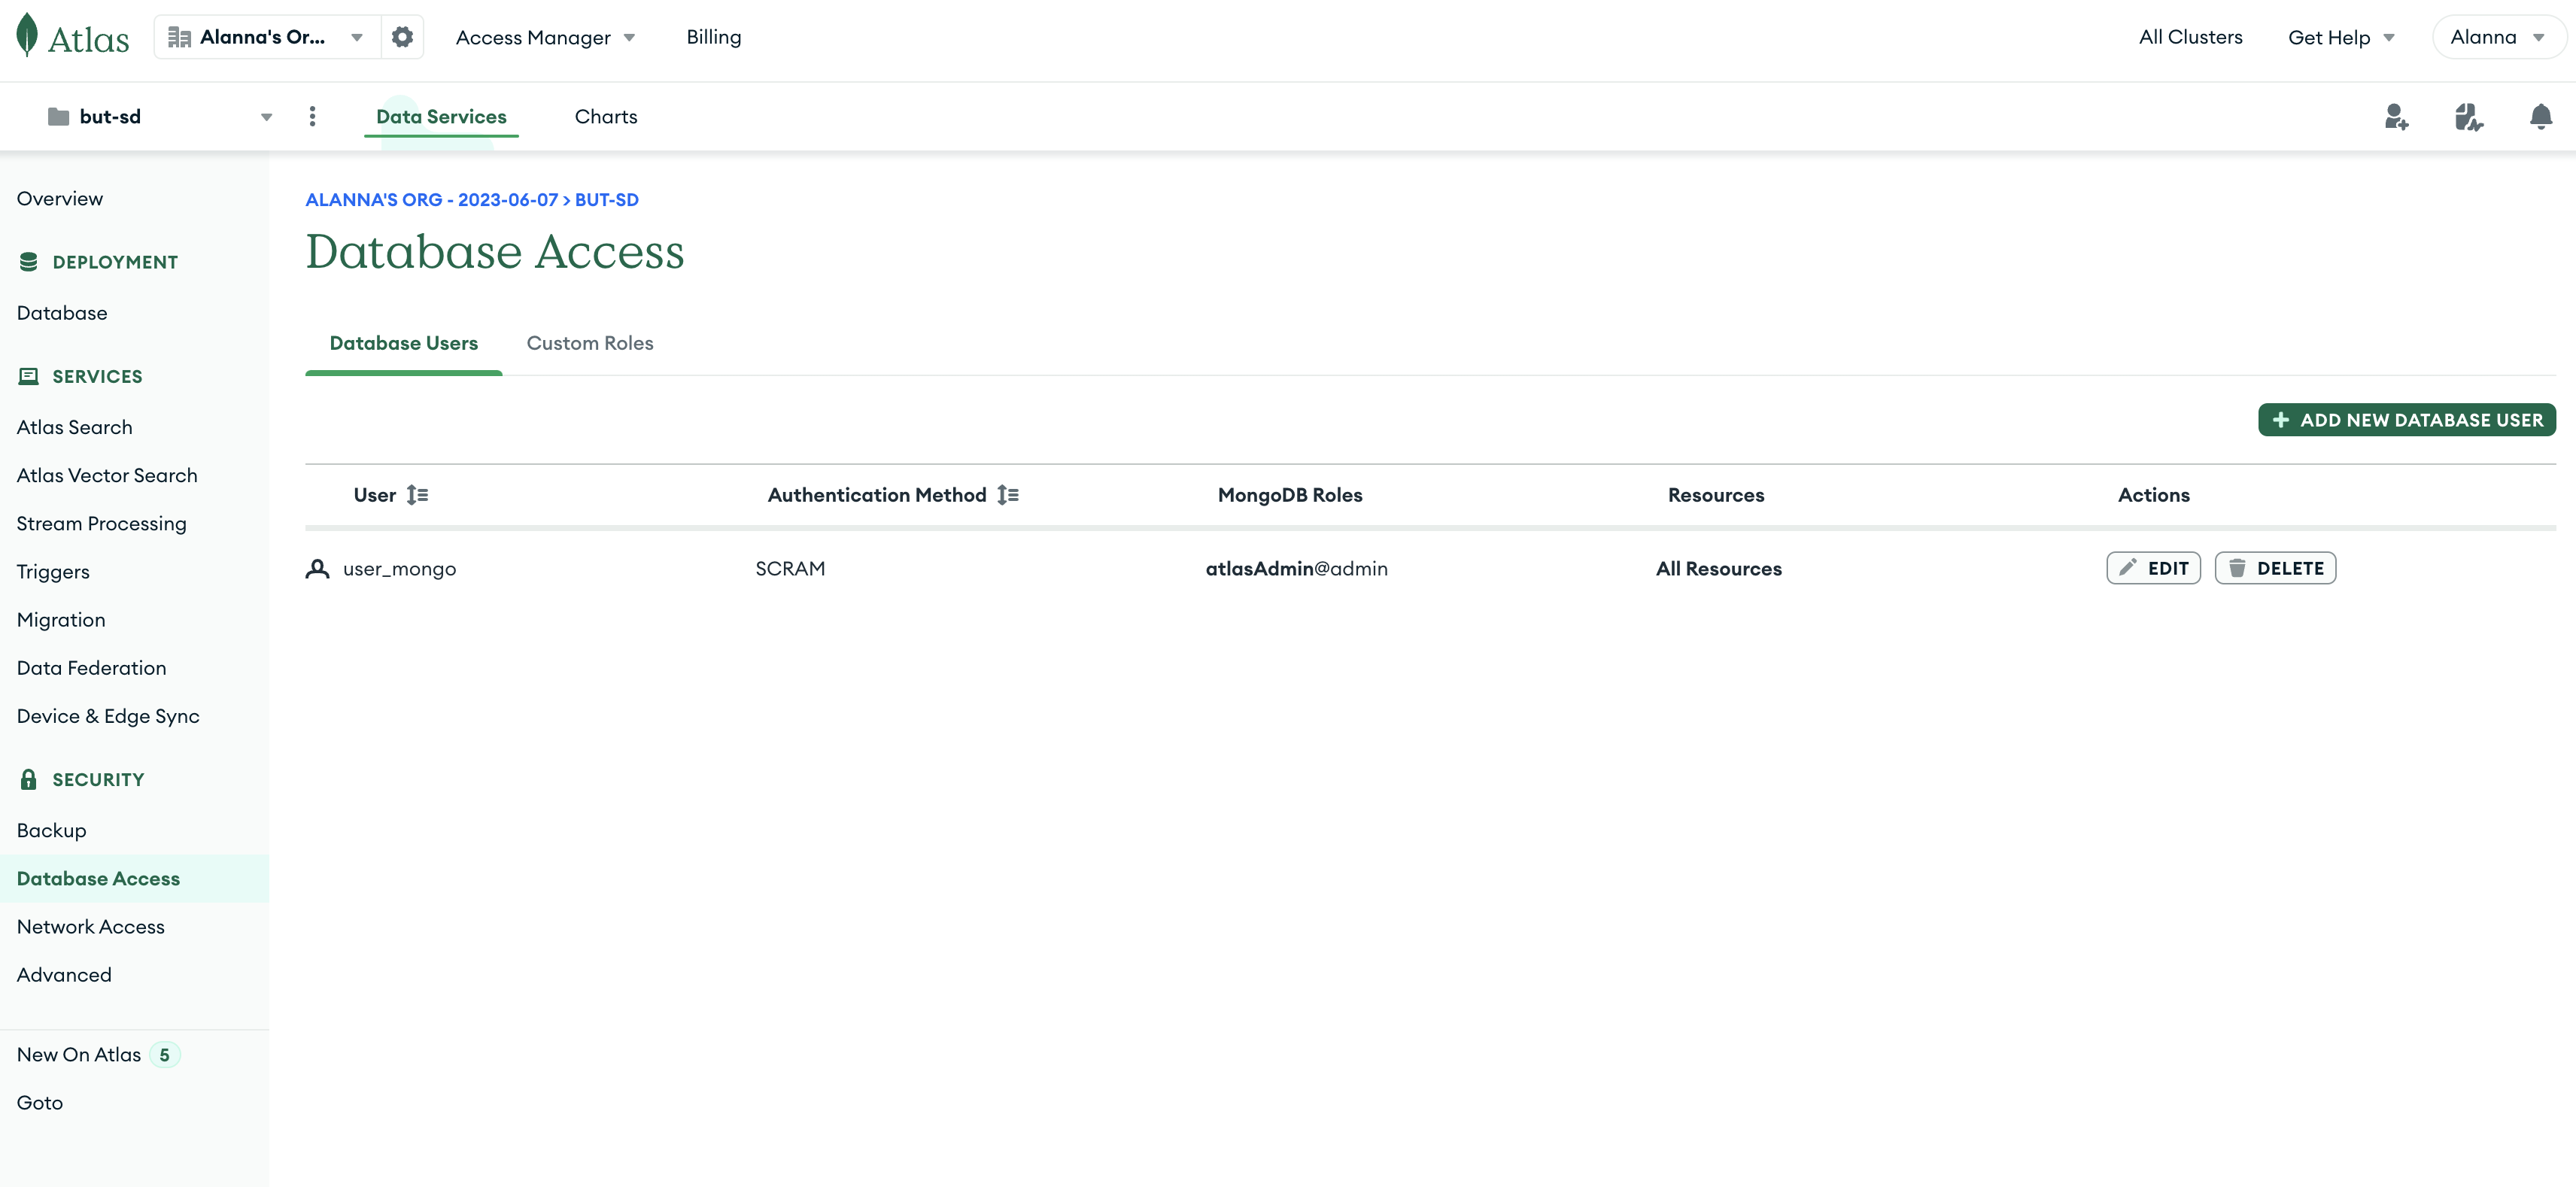 Atlas
Alanna's Or...
Access Manager
Billing
All Clusters
Get Help
Alanna
but-sd
Data Services
Charts
Overview
DEPLOYMENT
Database
SERVICES
Atlas Search
Atlas Vector Search
Stream Processing
Triggers
Migration
Data Federation
Device & Edge Sync
SECURITY
Backup
Database Access
Network Access
Advanced
New On Atlas 5
Goto
ALANNA'S ORG - 2023-06-07 > BUT-SD
Database Access
Database Users
Custom Roles
+ ADD NEW DATABASE USER
User
Authentication Method
MongoDB Roles
Resources
Actions
user_mongo
SCRAM
atlasAdmin@admin
All Resources
EDIT
DELETE